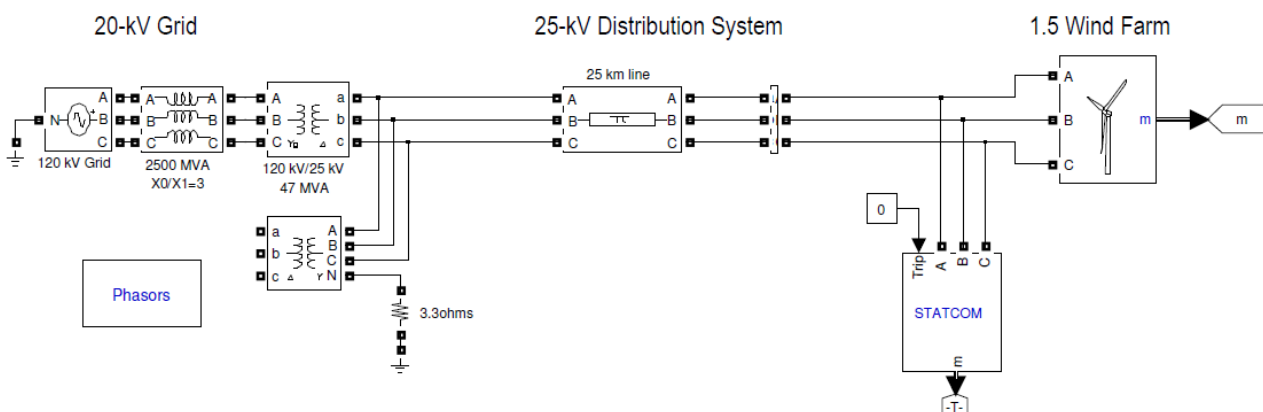 20-kV Grid
25-kV Distribution System
1.5 Wind Farm
25 km line
A
B
C
N
A
B
C
A
B
C
A
B
C
a
b
c
Yg
Δ
A
B
C
A
B
C
A
B
C
m
m
120 kV Grid
2500 MVA
X0/X1=3
120 kV/25 kV
47 MVA
0
a
b
c
Δ
Y
A
B
C
N
Trip
A
B
C
Phasors
3.3ohms
STATCOM
m
-T-